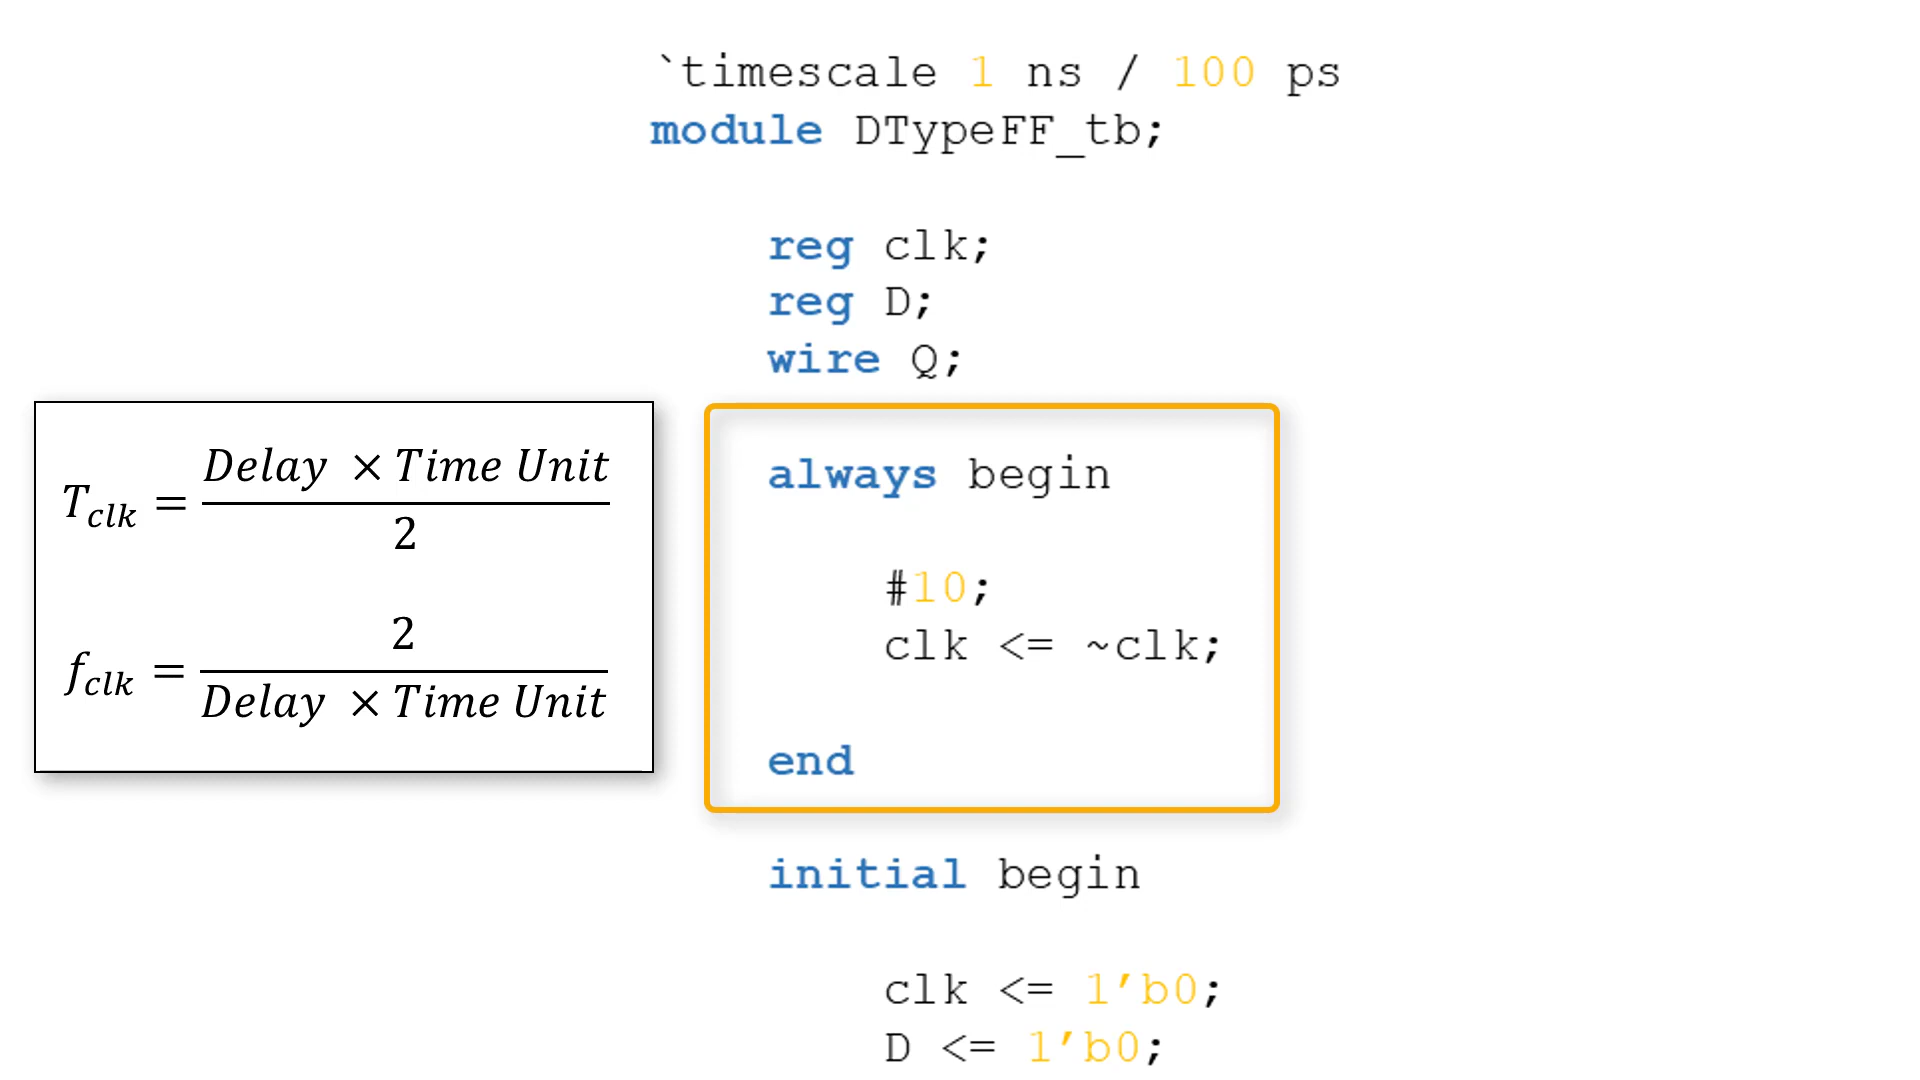 `timescale 1 ns / 100 ps
module DTypeFF_tb;
reg clk;
reg D;
wire Q;
T_clk = Delay × Time Unit / 2
f_clk = 2 / Delay × Time Unit
always begin
#10;
clk <= ~clk;
end
initial begin
clk <= 1’b0;
D <= 1’b0;